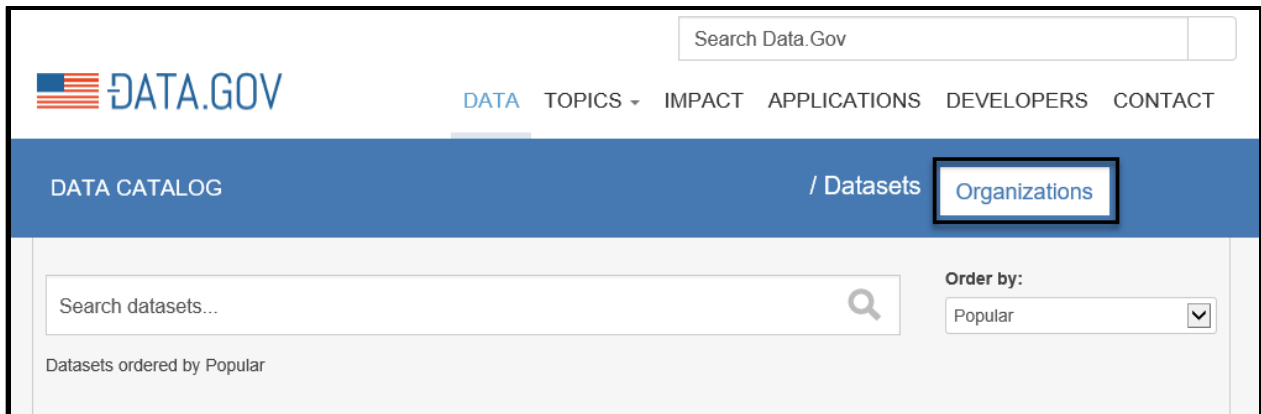 Search Data.Gov
DATA.GOV
DATA TOPICS IMPACT APPLICATIONS DEVELOPERS CONTACT
DATA CATALOG / Datasets Organizations
Order by:
Search datasets...
Popular
Datasets ordered by Popular